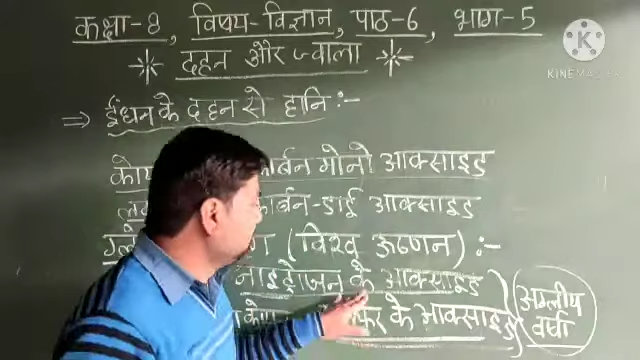 कक्षा-8, विषय-विज्ञान, पाठ-6, भाग-5
दहन और ज्वाला
⇒ ईंधन के दहन से हानि :-
कार्बन मोनो आक्साइड
कार्बन-डाई आक्साइड
(विश्व ऊष्णन) :-
नाइट्रोजन के आक्साइड
के आक्साइड
अम्लीय
वर्षा
KINEMASTER